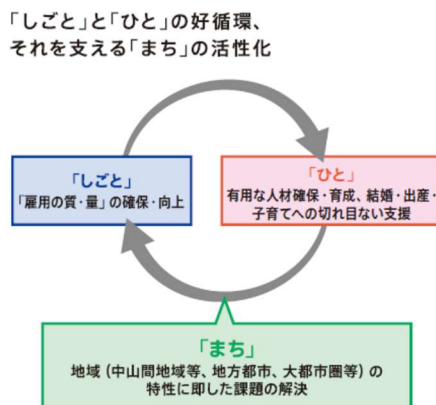 「しごと」と「ひと」の好循環、
それを支える「まち」の活性化
「しごと」
「雇用の質・量」の確保・向上
「ひと」
有用な人材確保・育成、結婚・出産・
子育てへの切れ目ない支援
「まち」
地域（中山間地域等、地方都市、大都市圏等）の
特性に即した課題の解決